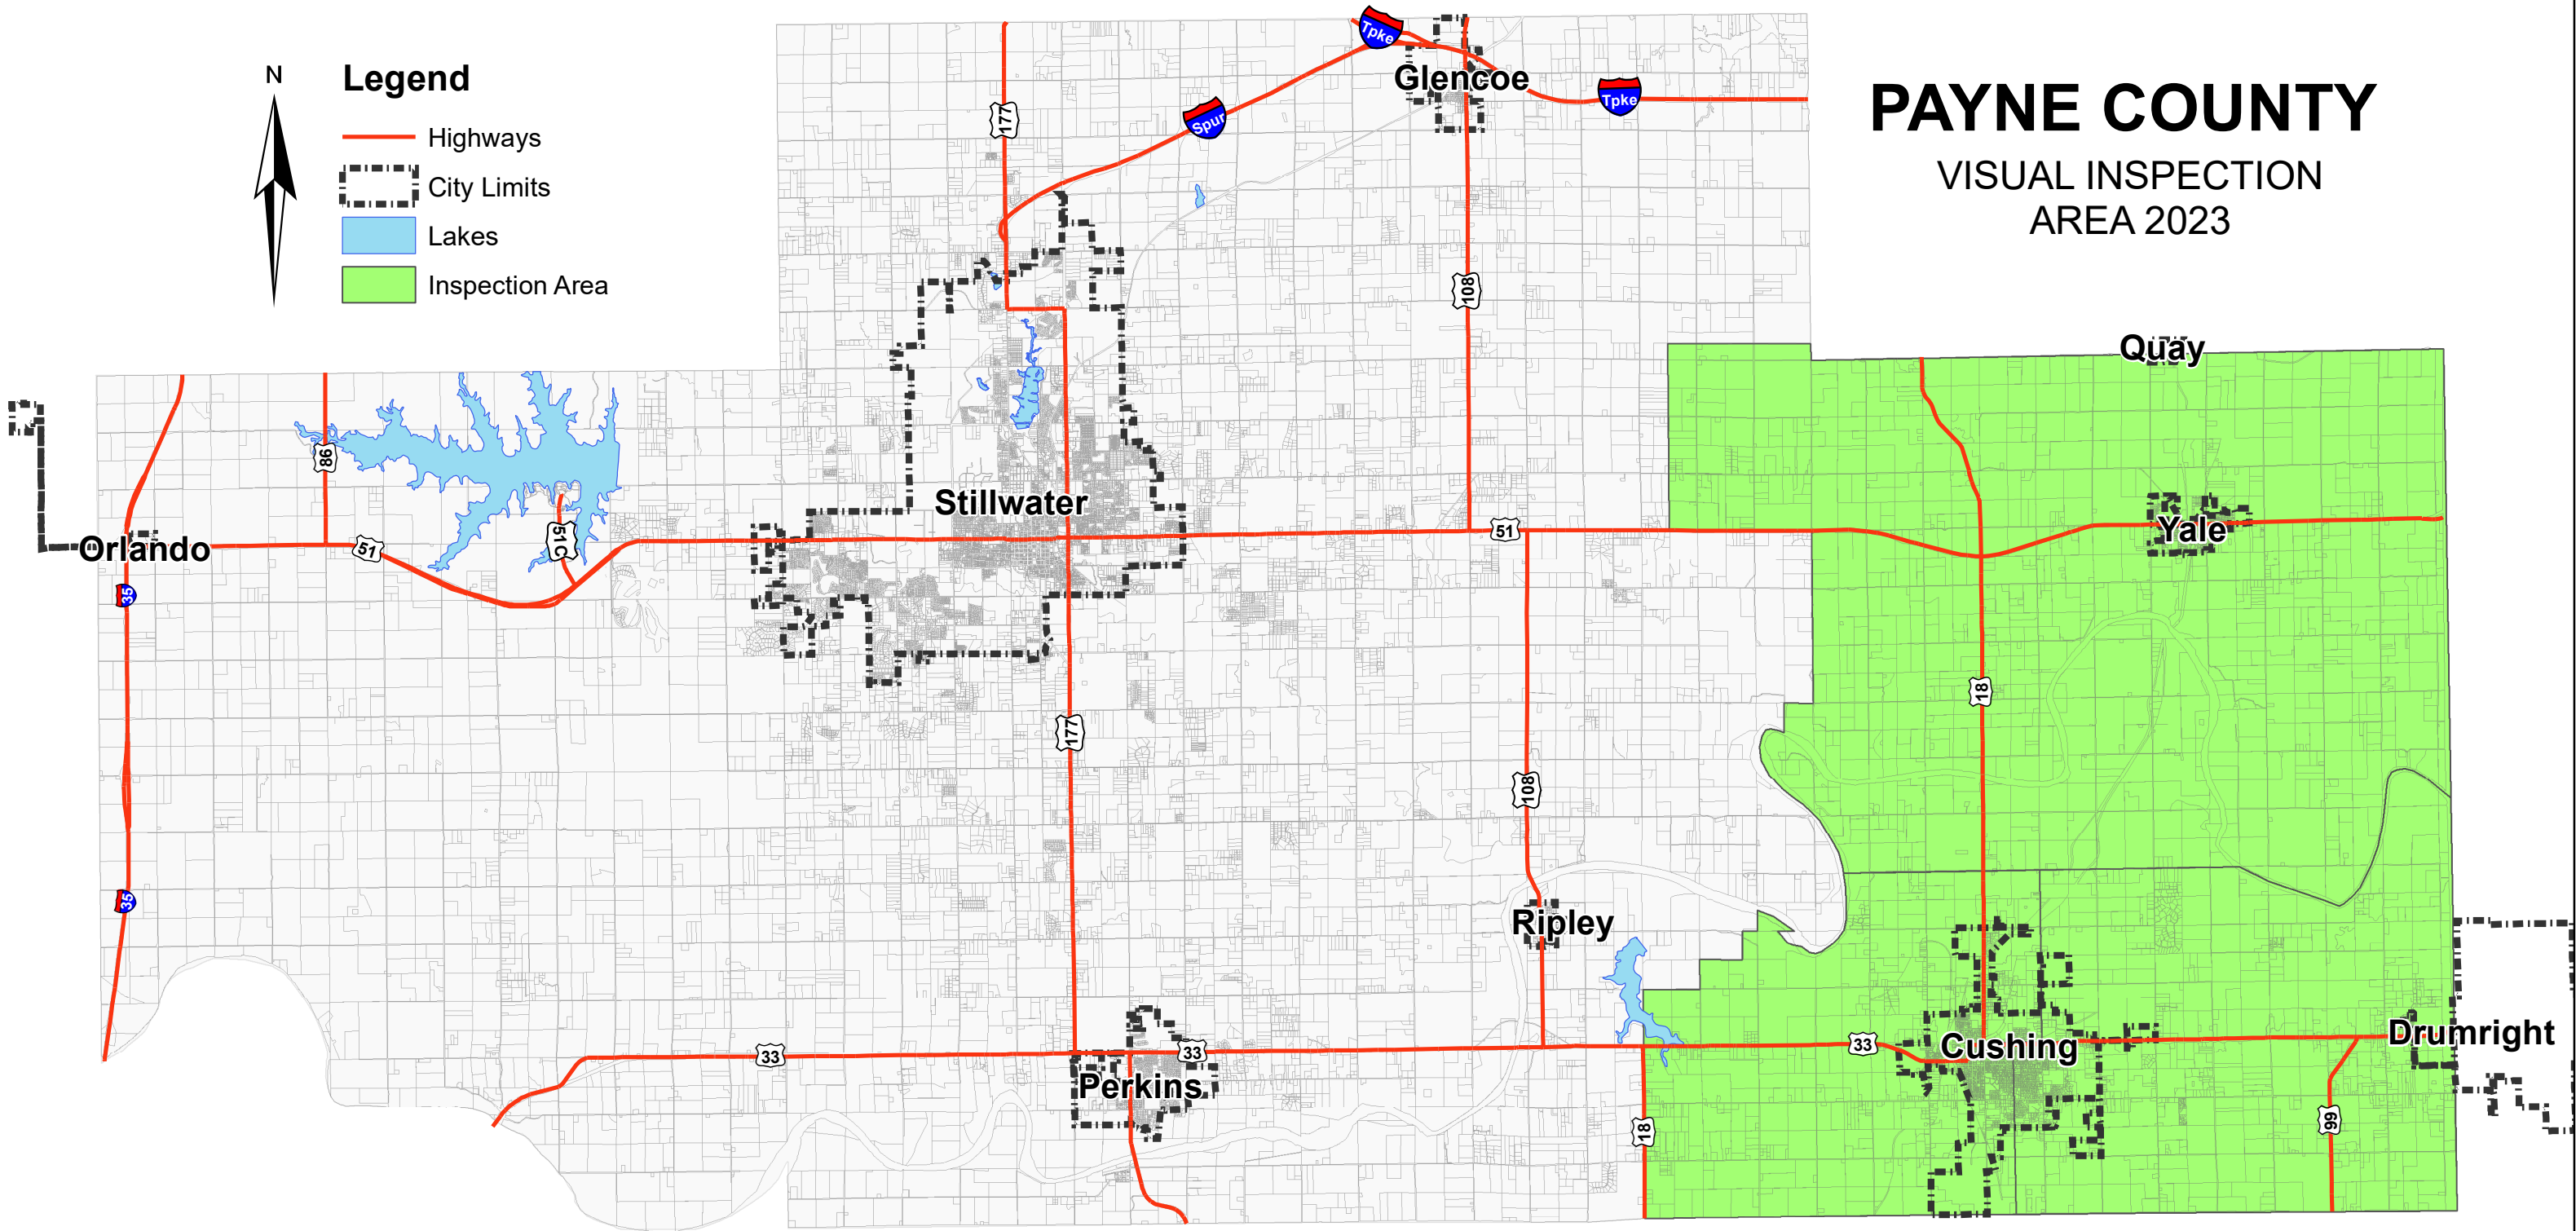 N
Legend
Highways
City Limits
Lakes
Inspection Area
PAYNE COUNTY
VISUAL INSPECTION
AREA 2023
Tpke
Glencoe
Tpke
Spur
177
108
Quay
86
51
51C
Orlando
35
Stillwater
51
Yale
18
177
108
35
Ripley
33
Perkins
33
18
33
Cushing
Drumright
99